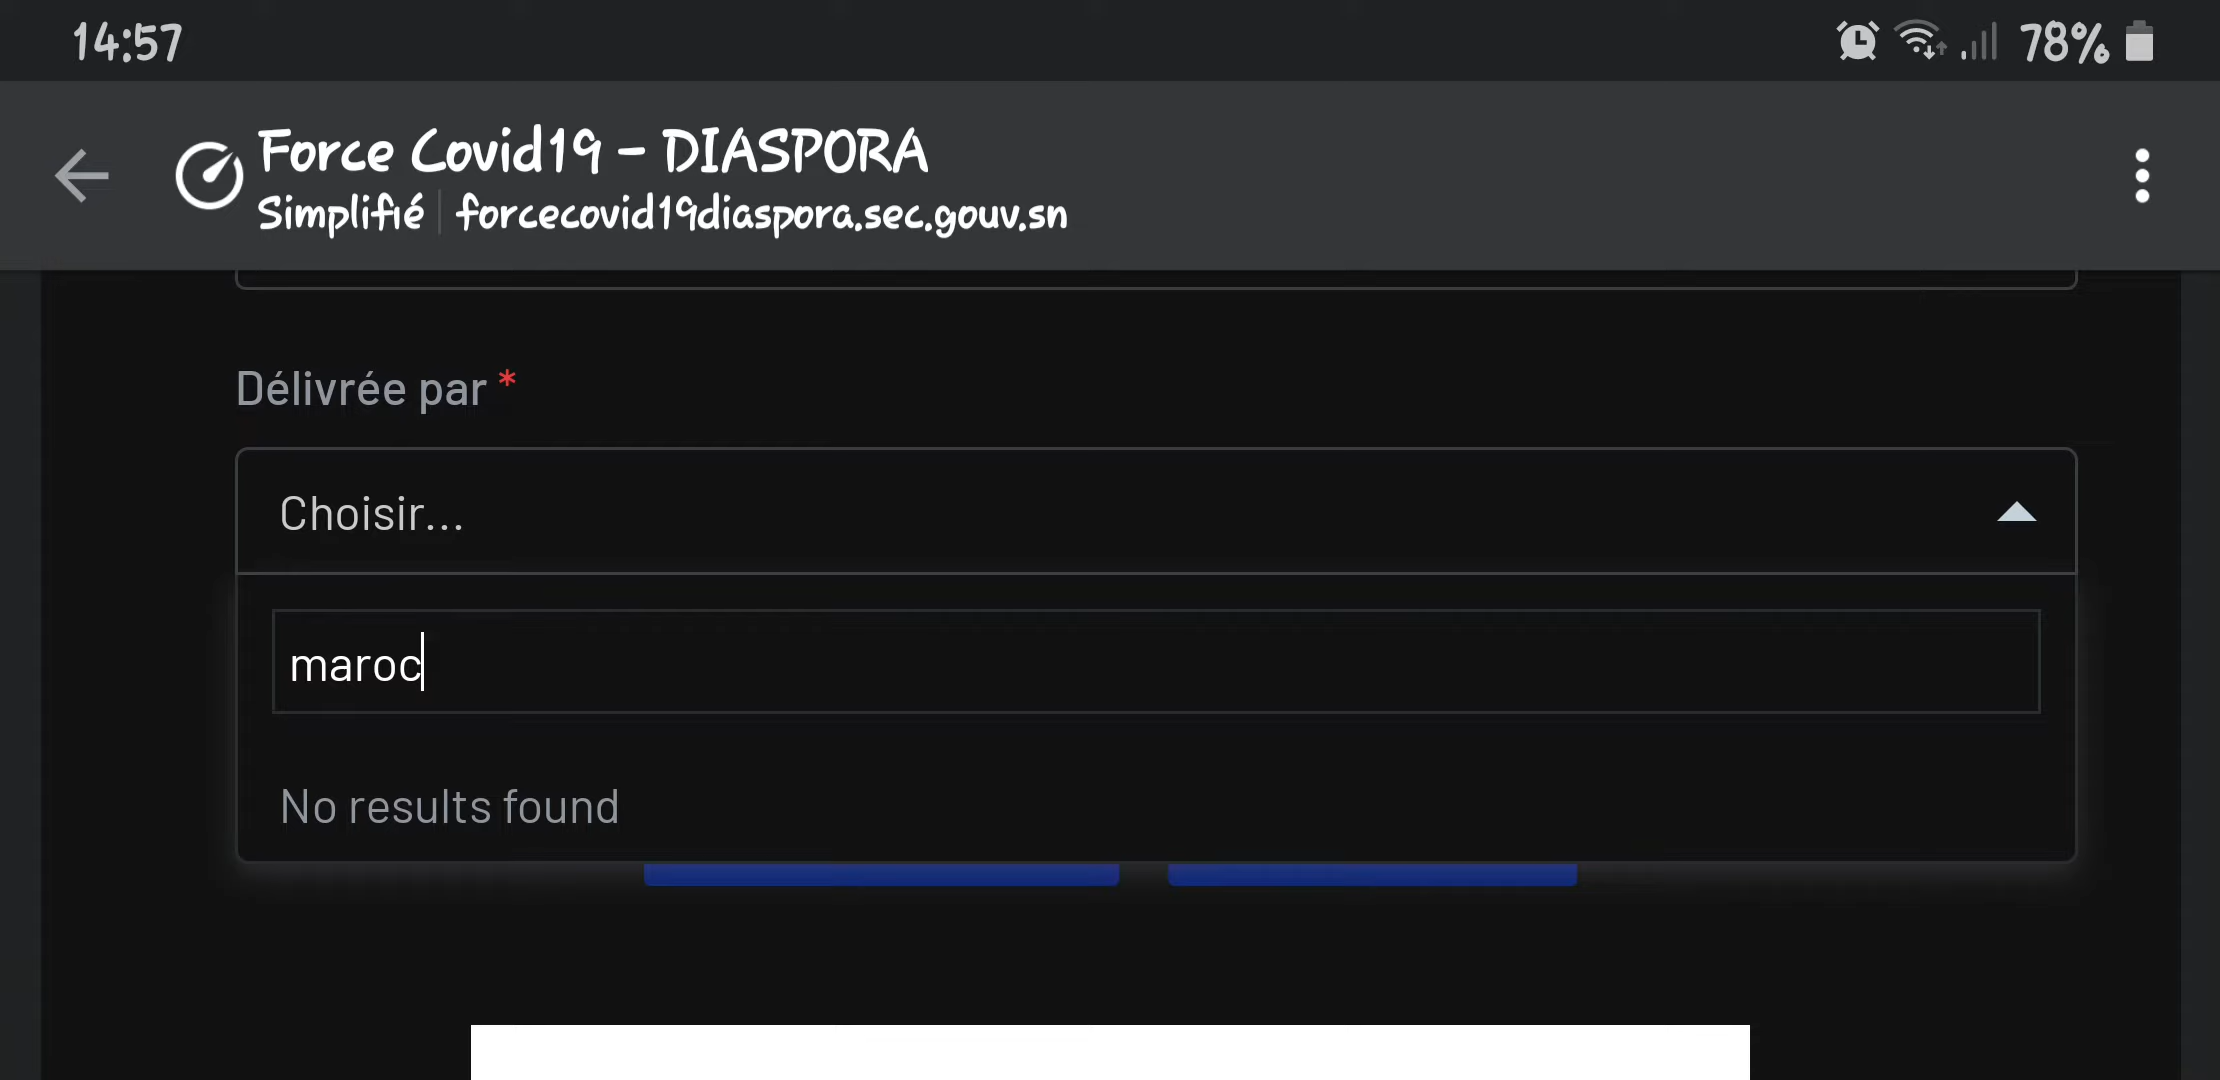 14:57
78%
Force Covid19 - DIASPORA
Simplifié forcecovid19diaspora.sec.gouv.sn
Délivrée par *
Choisir...
maroc
No results found